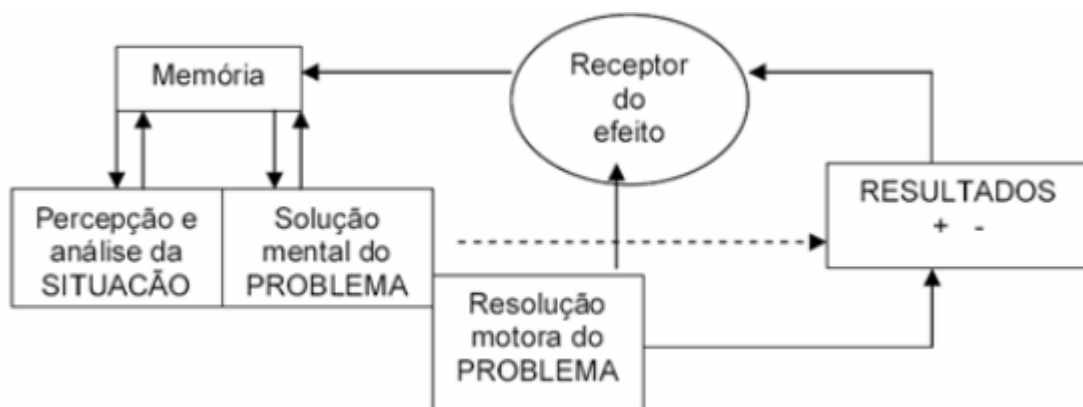 Memória
Receptor
do
efeito
Percepção e
análise da
SITUACÃO
Solução
mental do
PROBLEMA
RESULTADOS
+ -
Resolução
motora do
PROBLEMA